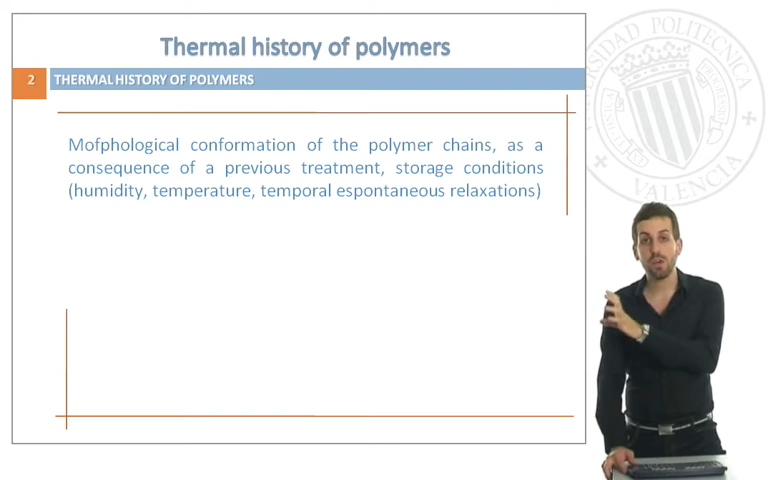 Thermal history of polymers
2 THERMAL HISTORY OF POLYMERS
Mofphological conformation of the polymer chains, as a
consequence of a previous treatment, storage conditions
(humidity, temperature, temporal espontaneous relaxations)
UNIVERSIDAD POLITECNICA
VALENCIA